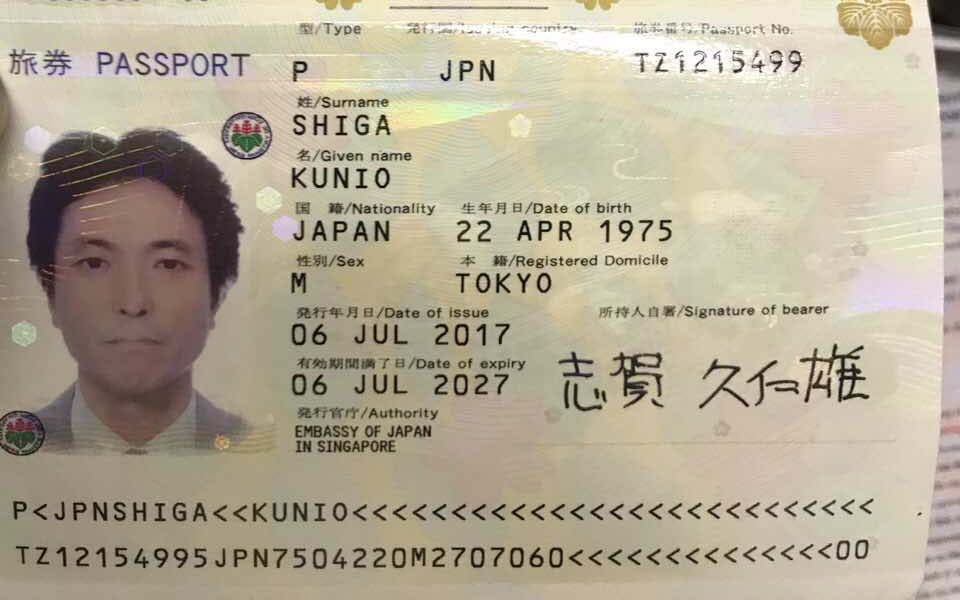 型/Type 発行国/Issuing country 旅券番号/Passport No.
旅券 PASSPORT P JPN TZ1215499
姓/Surname
SHIGA
名/Given name
KUNIO
国 籍/Nationality 生年月日/Date of birth
JAPAN 22 APR 1975
性別/Sex 本 籍/Registered Domicile
M TOKYO
発行年月日/Date of issue 所持人自署/Signature of bearer
06 JUL 2017
有効期間満了日/Date of expiry
06 JUL 2027
志賀 久仁雄
発行官庁/Authority
EMBASSY OF JAPAN
IN SINGAPORE
P<JPNSHIGA<<KUNIO<<<<<<<<<<<<<<<<<<<<<<<<<<<
TZ12154995JPN7504220M2707060<<<<<<<<<<<<<<00